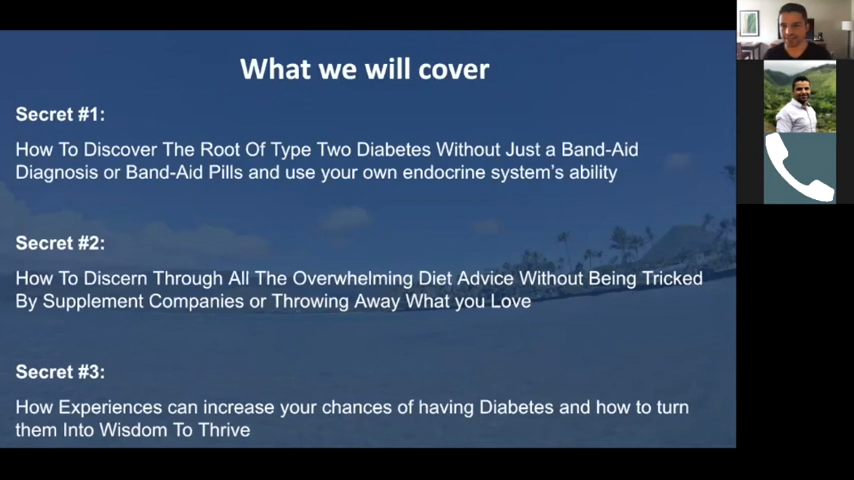 What we will cover
Secret #1:
How To Discover The Root Of Type Two Diabetes Without Just a Band-Aid
Diagnosis or Band-Aid Pills and use your own endocrine system's ability
Secret #2:
How To Discern Through All The Overwhelming Diet Advice Without Being Tricked
By Supplement Companies or Throwing Away What you Love
Secret #3:
How Experiences can increase your chances of having Diabetes and how to turn
them Into Wisdom To Thrive